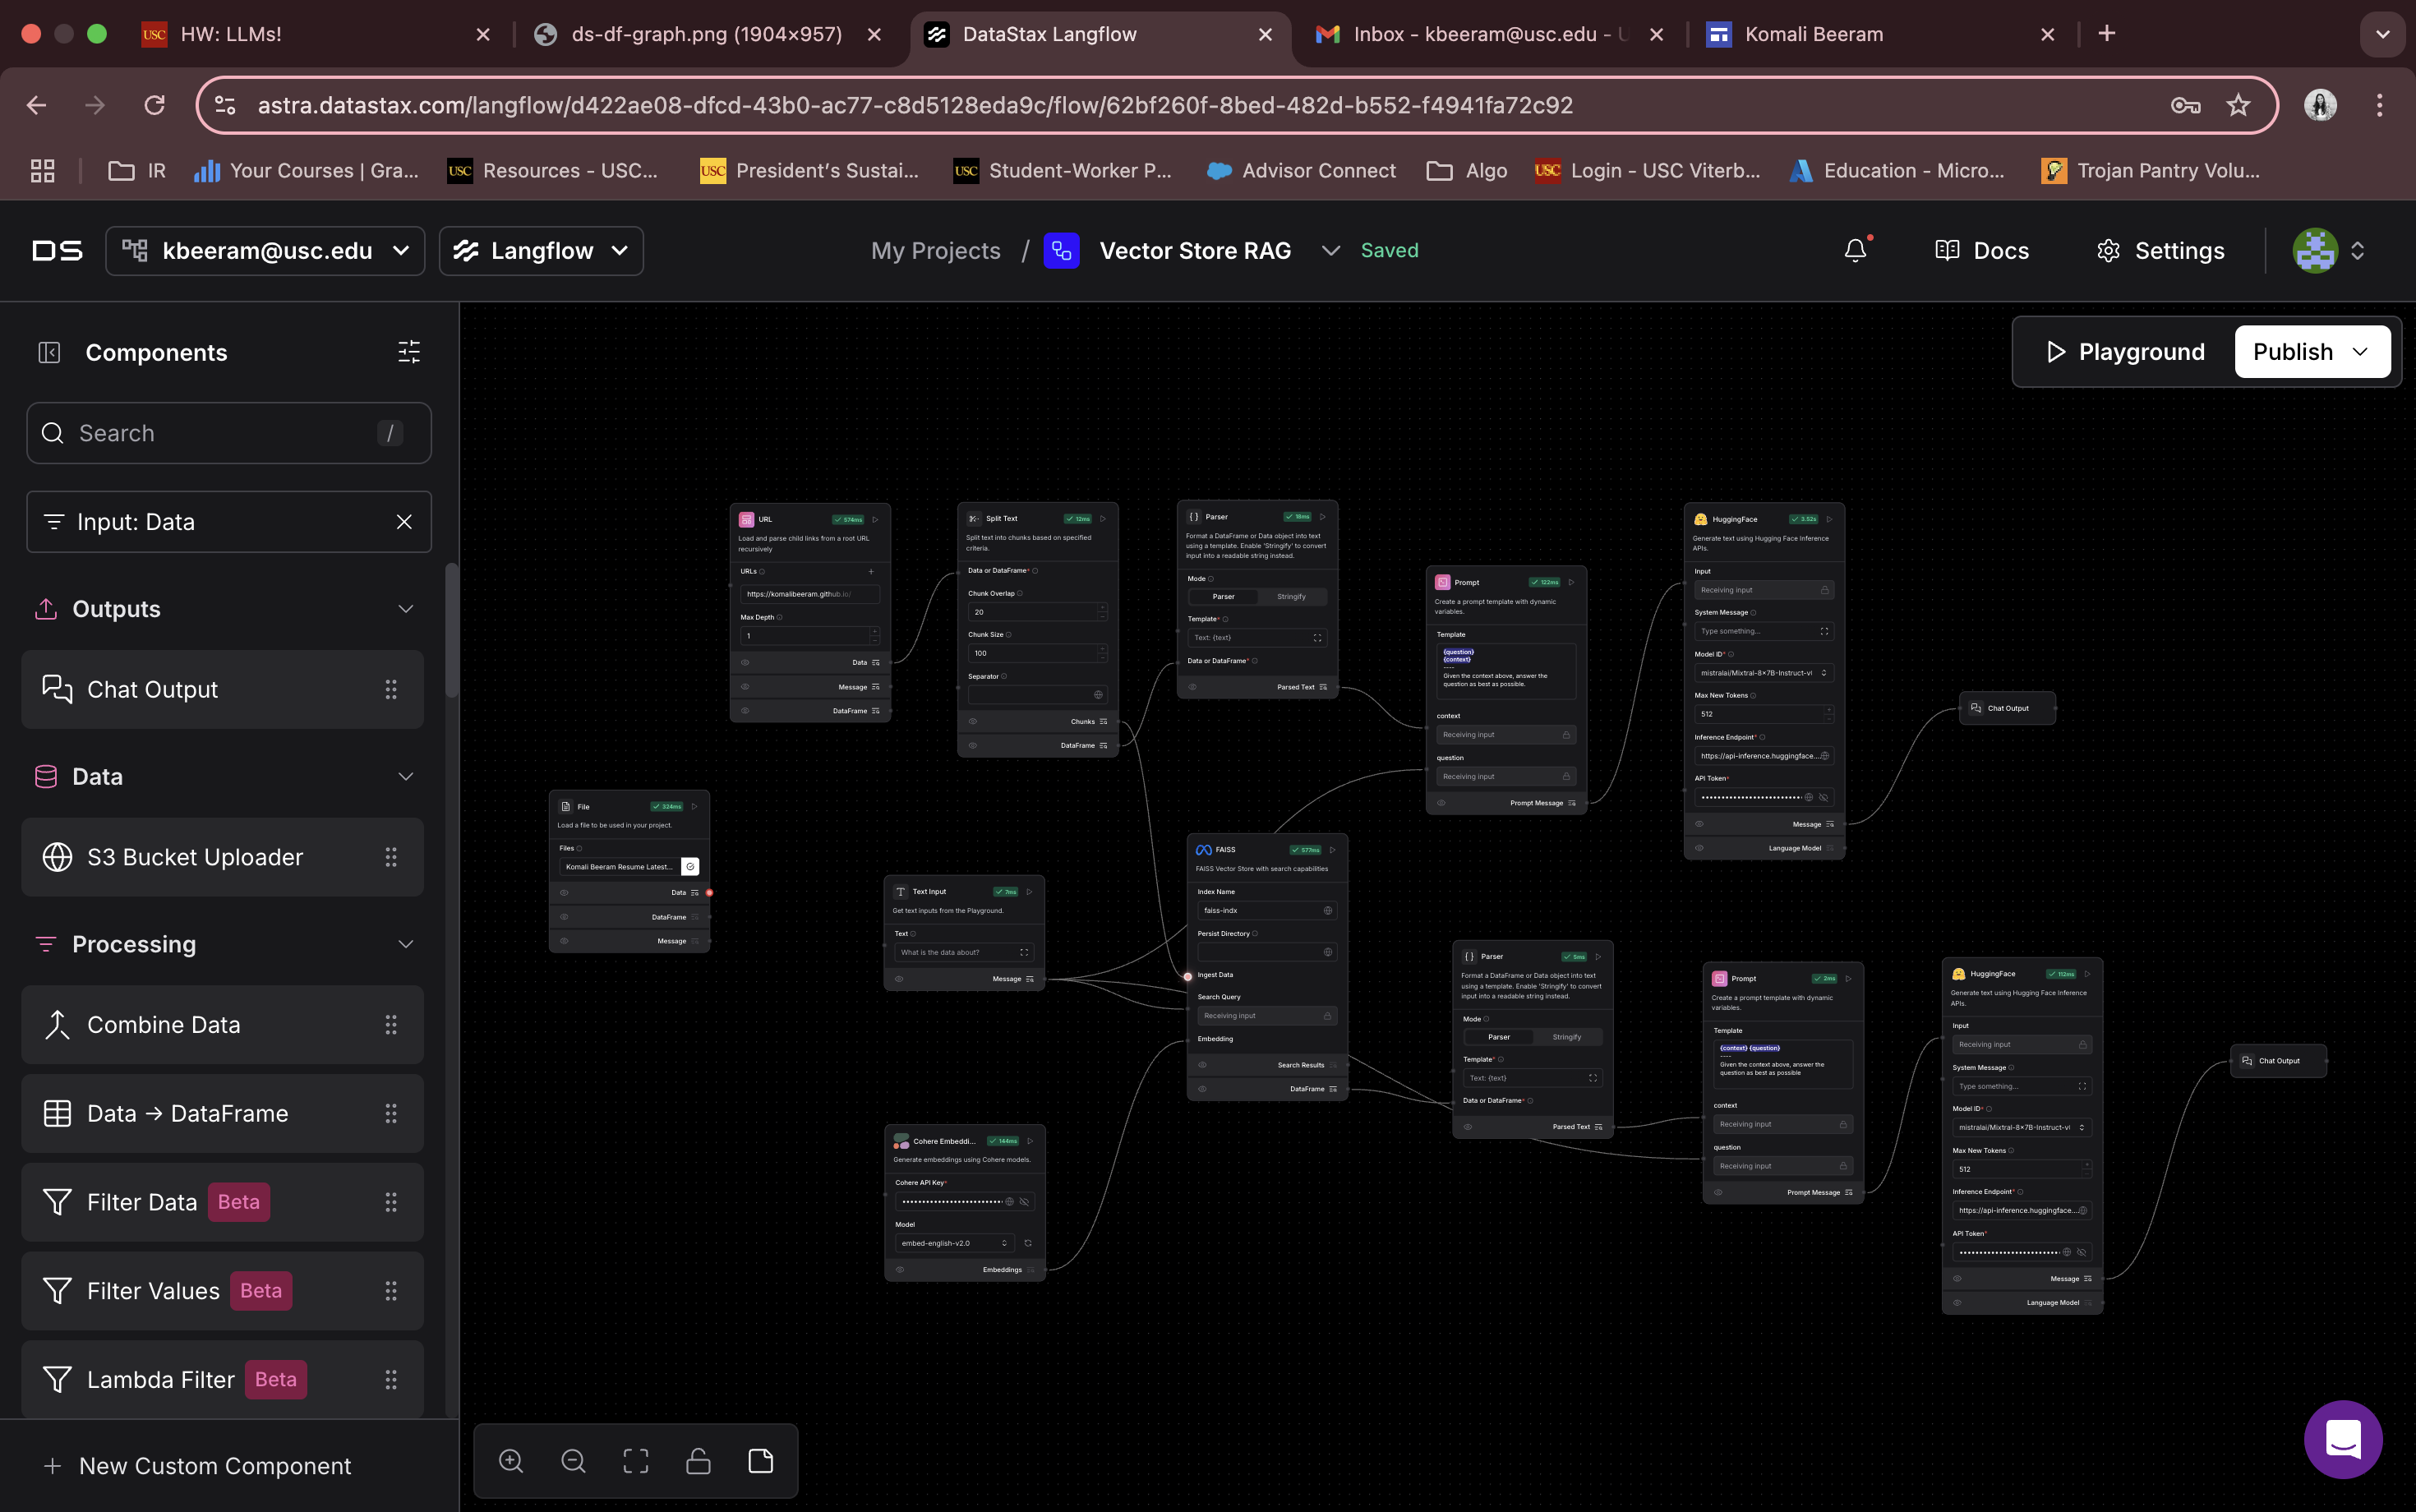 HW: LLMs!
ds-df-graph.png (1904×957)
DataStax Langflow
Inbox - kbeeram@usc.edu - U
Komali Beeram
astra.datastax.com/langflow/d422ae08-dfcd-43b0-ac77-c8d5128eda9c/flow/62bf260f-8bed-482d-b552-f4941fa72c92
IR
Your Courses | Gra...
USC Resources - USC...
USC President's Sustai...
USC Student-Worker P...
Advisor Connect
Algo
USC Login - USC Viterb...
Education - Micro...
Trojan Pantry Volu...
DS
kbeeram@usc.edu
Langflow
My Projects / Vector Store RAG Saved
Docs
Settings
Components
Search /
Input: Data
Outputs
Chat Output
Data
S3 Bucket Uploader
Processing
Combine Data
Data → DataFrame
Filter Data Beta
Filter Values Beta
Lambda Filter Beta
New Custom Component
Playground
Publish
URL 574ms
Load and parse child links from a root URL
recursively
URLs
https://komalibeeram.github.io/
Max Depth
1
Data
Message
DataFrame
Split Text 12ms
Split text into chunks based on specified
criteria.
Data or DataFrame*
Chunk Overlap
20
Chunk Size
100
Separator
Chunks
DataFrame
Parser 18ms
Format a DataFrame or Data object into text
using a template. Enable 'Stringify' to convert
input into a readable string instead.
Mode
Parser Stringify
Template*
Text: {text}
Data or DataFrame*
Parsed Text
Prompt 122ms
Create a prompt template with dynamic
variables.
Template
{question}
{context}
----
Given the context above, answer the
question as best as possible.
context
Receiving input
question
Receiving input
Prompt Message
HuggingFace 3.52s
Generate text using Hugging Face Inference
APIs.
Input
Receiving input
System Message
Type something...
Model ID*
mistralai/Mixtral-8x7B-Instruct-v
Max New Tokens
512
Inference Endpoint*
https://api-inference.huggingface....
API Token*
Message
Language Model
Chat Output
File 324ms
Load a file to be used in your project.
Files
Komali Beeram Resume Latest...
Data
DataFrame
Message
Text Input 7ms
Get text inputs from the Playground.
Text
What is the data about?
Message
FAISS 577ms
FAISS Vector Store with search capabilities
Index Name
faiss-indx
Persist Directory
Ingest Data
Search Query
Receiving input
Embedding
Search Results
DataFrame
Cohere Embeddi... 144ms
Generate embeddings using Cohere models.
Cohere API Key*
Model
embed-english-v2.0
Embeddings
Parser 5ms
Format a DataFrame or Data object into text
using a template. Enable 'Stringify' to convert
input into a readable string instead.
Mode
Parser Stringify
Template*
Text: {text}
Data or DataFrame*
Parsed Text
Prompt 2ms
Create a prompt template with dynamic
variables.
Template
{context} {question}
----
Given the context above, answer the
question as best as possible
context
Receiving input
question
Receiving input
Prompt Message
HuggingFace 112ms
Generate text using Hugging Face Inference
APIs.
Input
Receiving input
System Message
Type something...
Model ID*
mistralai/Mixtral-8x7B-Instruct-v
Max New Tokens
512
Inference Endpoint*
https://api-inference.huggingface....
API Token*
Message
Language Model
Chat Output